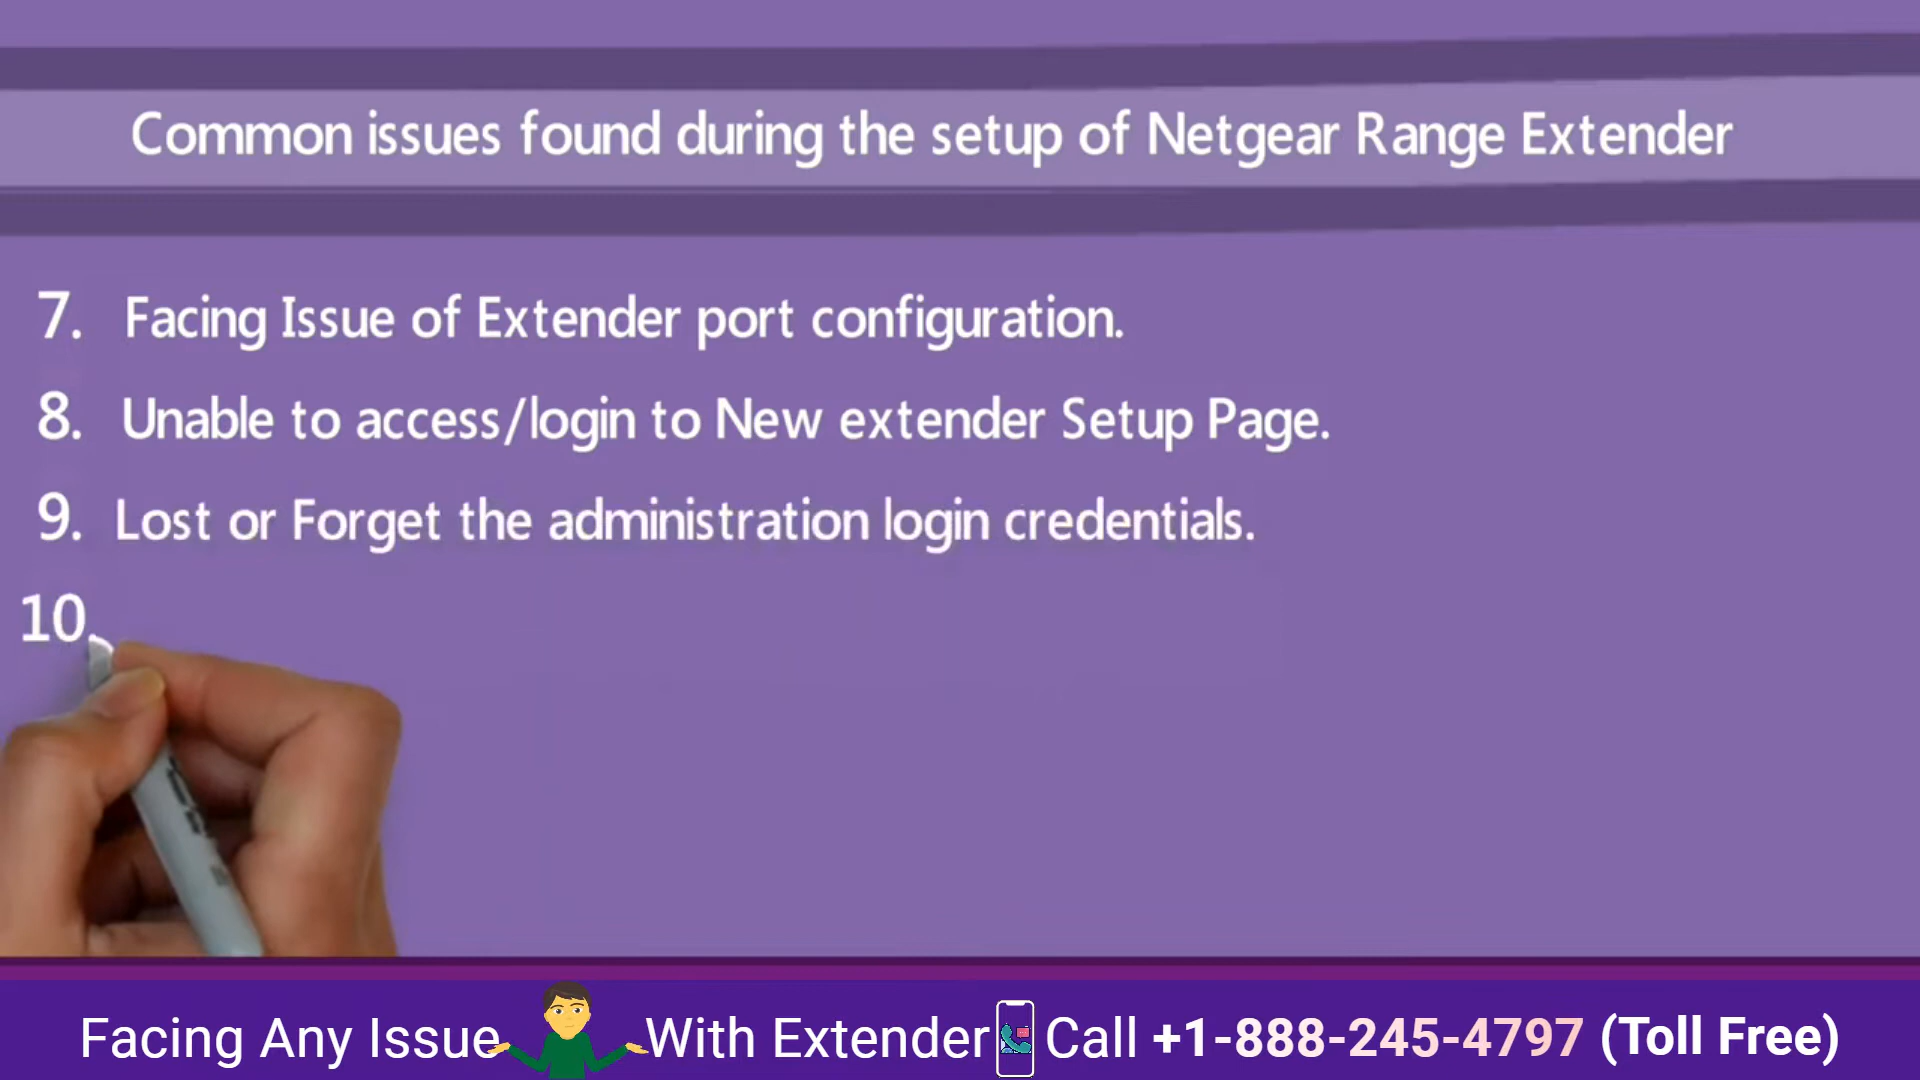 Common issues found during the setup of Netgear Range Extender
7. Facing Issue of Extender port configuration.
8. Unable to access/login to New extender Setup Page.
9. Lost or Forget the administration login credentials.
10.
Facing Any Issue With Extender Call +1-888-245-4797 (Toll Free)